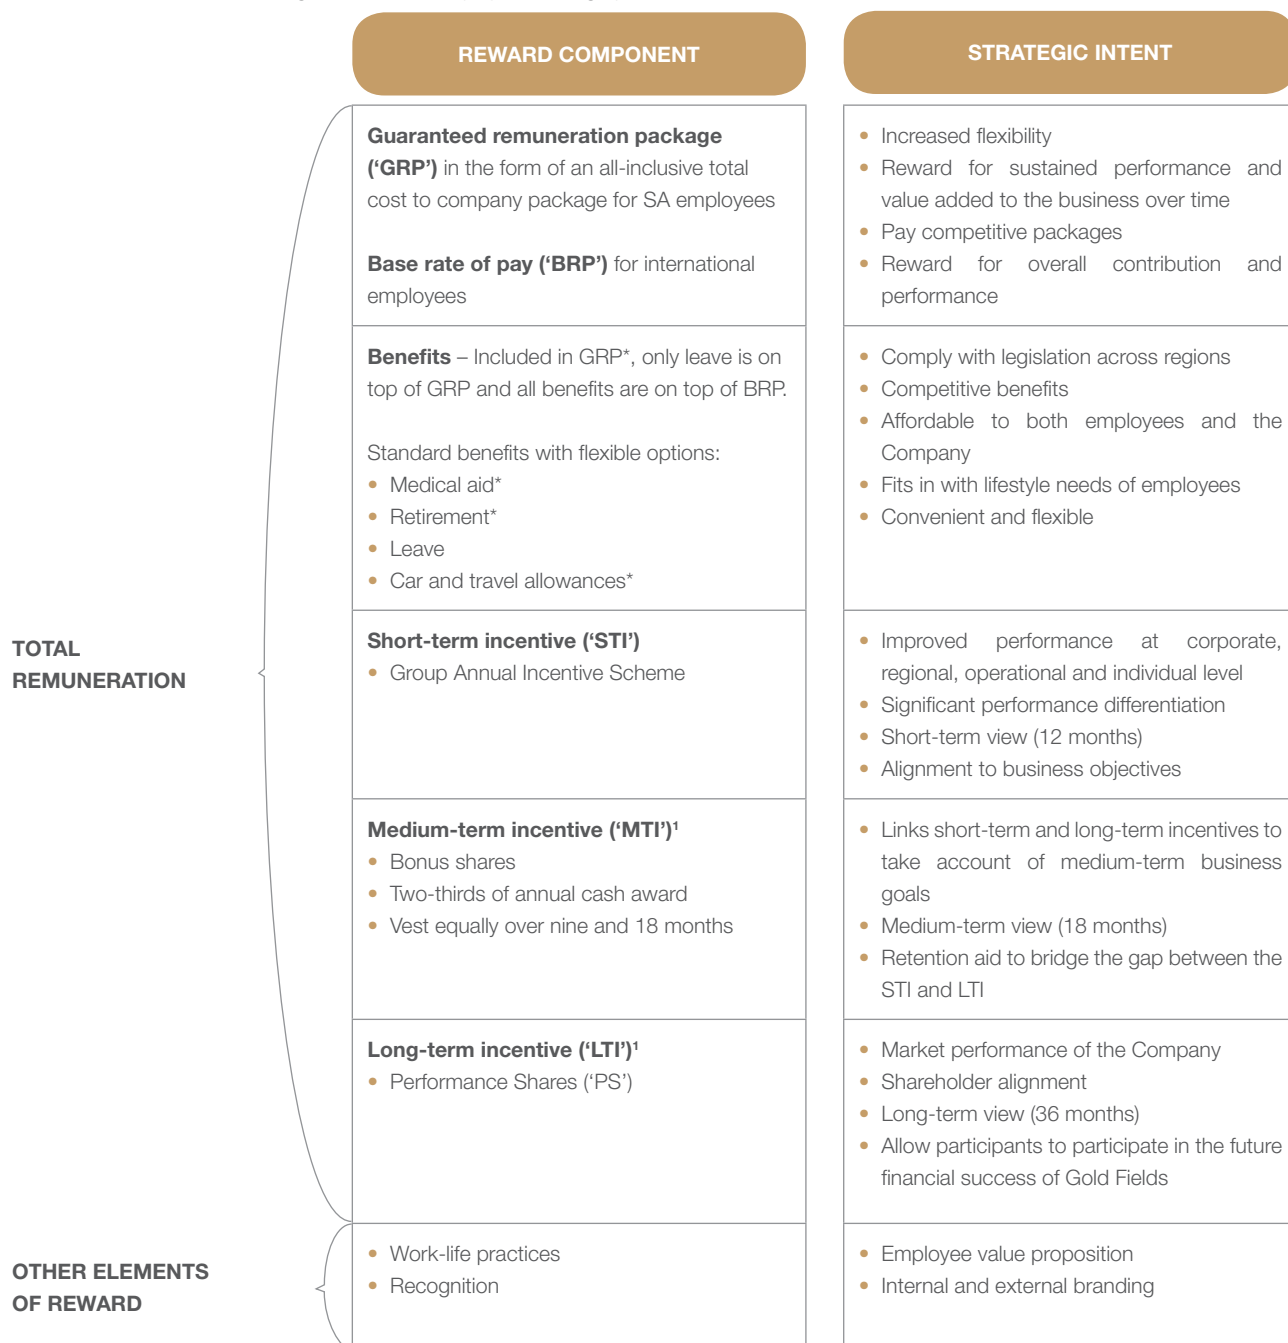 REWARD COMPONENT
STRATEGIC INTENT
Guaranteed remuneration package
(‘GRP’) in the form of an all-inclusive total
cost to company package for SA employees
Base rate of pay (‘BRP’) for international
employees
• Increased flexibility
• Reward for sustained performance and
value added to the business over time
• Pay competitive packages
• Reward for overall contribution and
performance
Benefits – Included in GRP*, only leave is on
top of GRP and all benefits are on top of BRP.
Standard benefits with flexible options:
• Medical aid*
• Retirement*
• Leave
• Car and travel allowances*
• Comply with legislation across regions
• Competitive benefits
• Affordable to both employees and the
Company
• Fits in with lifestyle needs of employees
• Convenient and flexible
TOTAL
REMUNERATION
Short-term incentive (‘STI’)
• Group Annual Incentive Scheme
• Improved performance at corporate,
regional, operational and individual level
• Significant performance differentiation
• Short-term view (12 months)
• Alignment to business objectives
Medium-term incentive (‘MTI’)¹
• Bonus shares
• Two-thirds of annual cash award
• Vest equally over nine and 18 months
• Links short-term and long-term incentives to
take account of medium-term business
goals
• Medium-term view (18 months)
• Retention aid to bridge the gap between the
STI and LTI
Long-term incentive (‘LTI’)¹
• Performance Shares (‘PS’)
• Market performance of the Company
• Shareholder alignment
• Long-term view (36 months)
• Allow participants to participate in the future
financial success of Gold Fields
OTHER ELEMENTS
OF REWARD
• Work-life practices
• Recognition
• Employee value proposition
• Internal and external branding